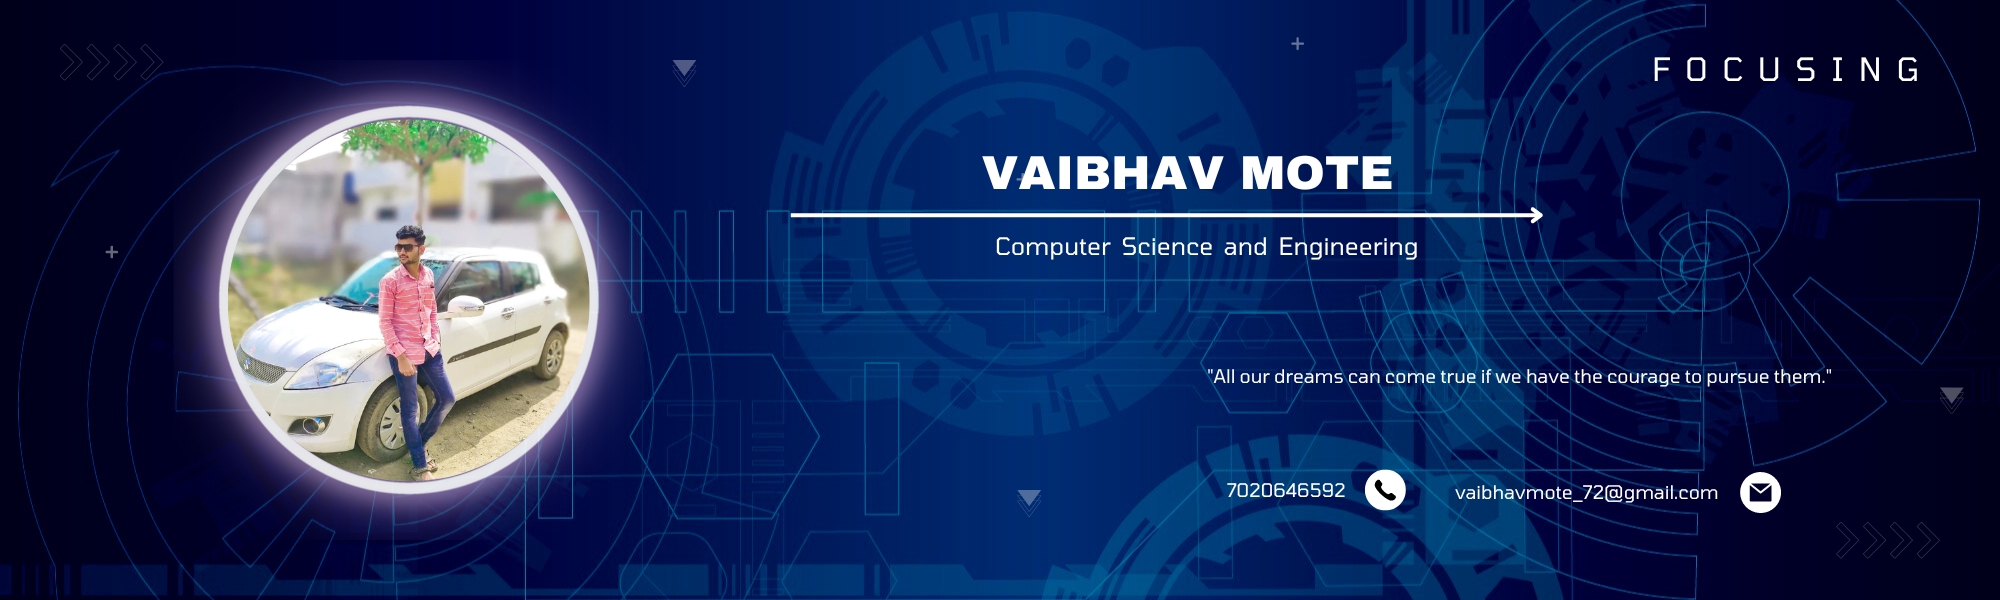 FOCUSING
VAIBHAV MOTE
Computer Science and Engineering
"All our dreams can come true if we have the courage to pursue them."
7020646592
vaibhavmote_72@gmail.com